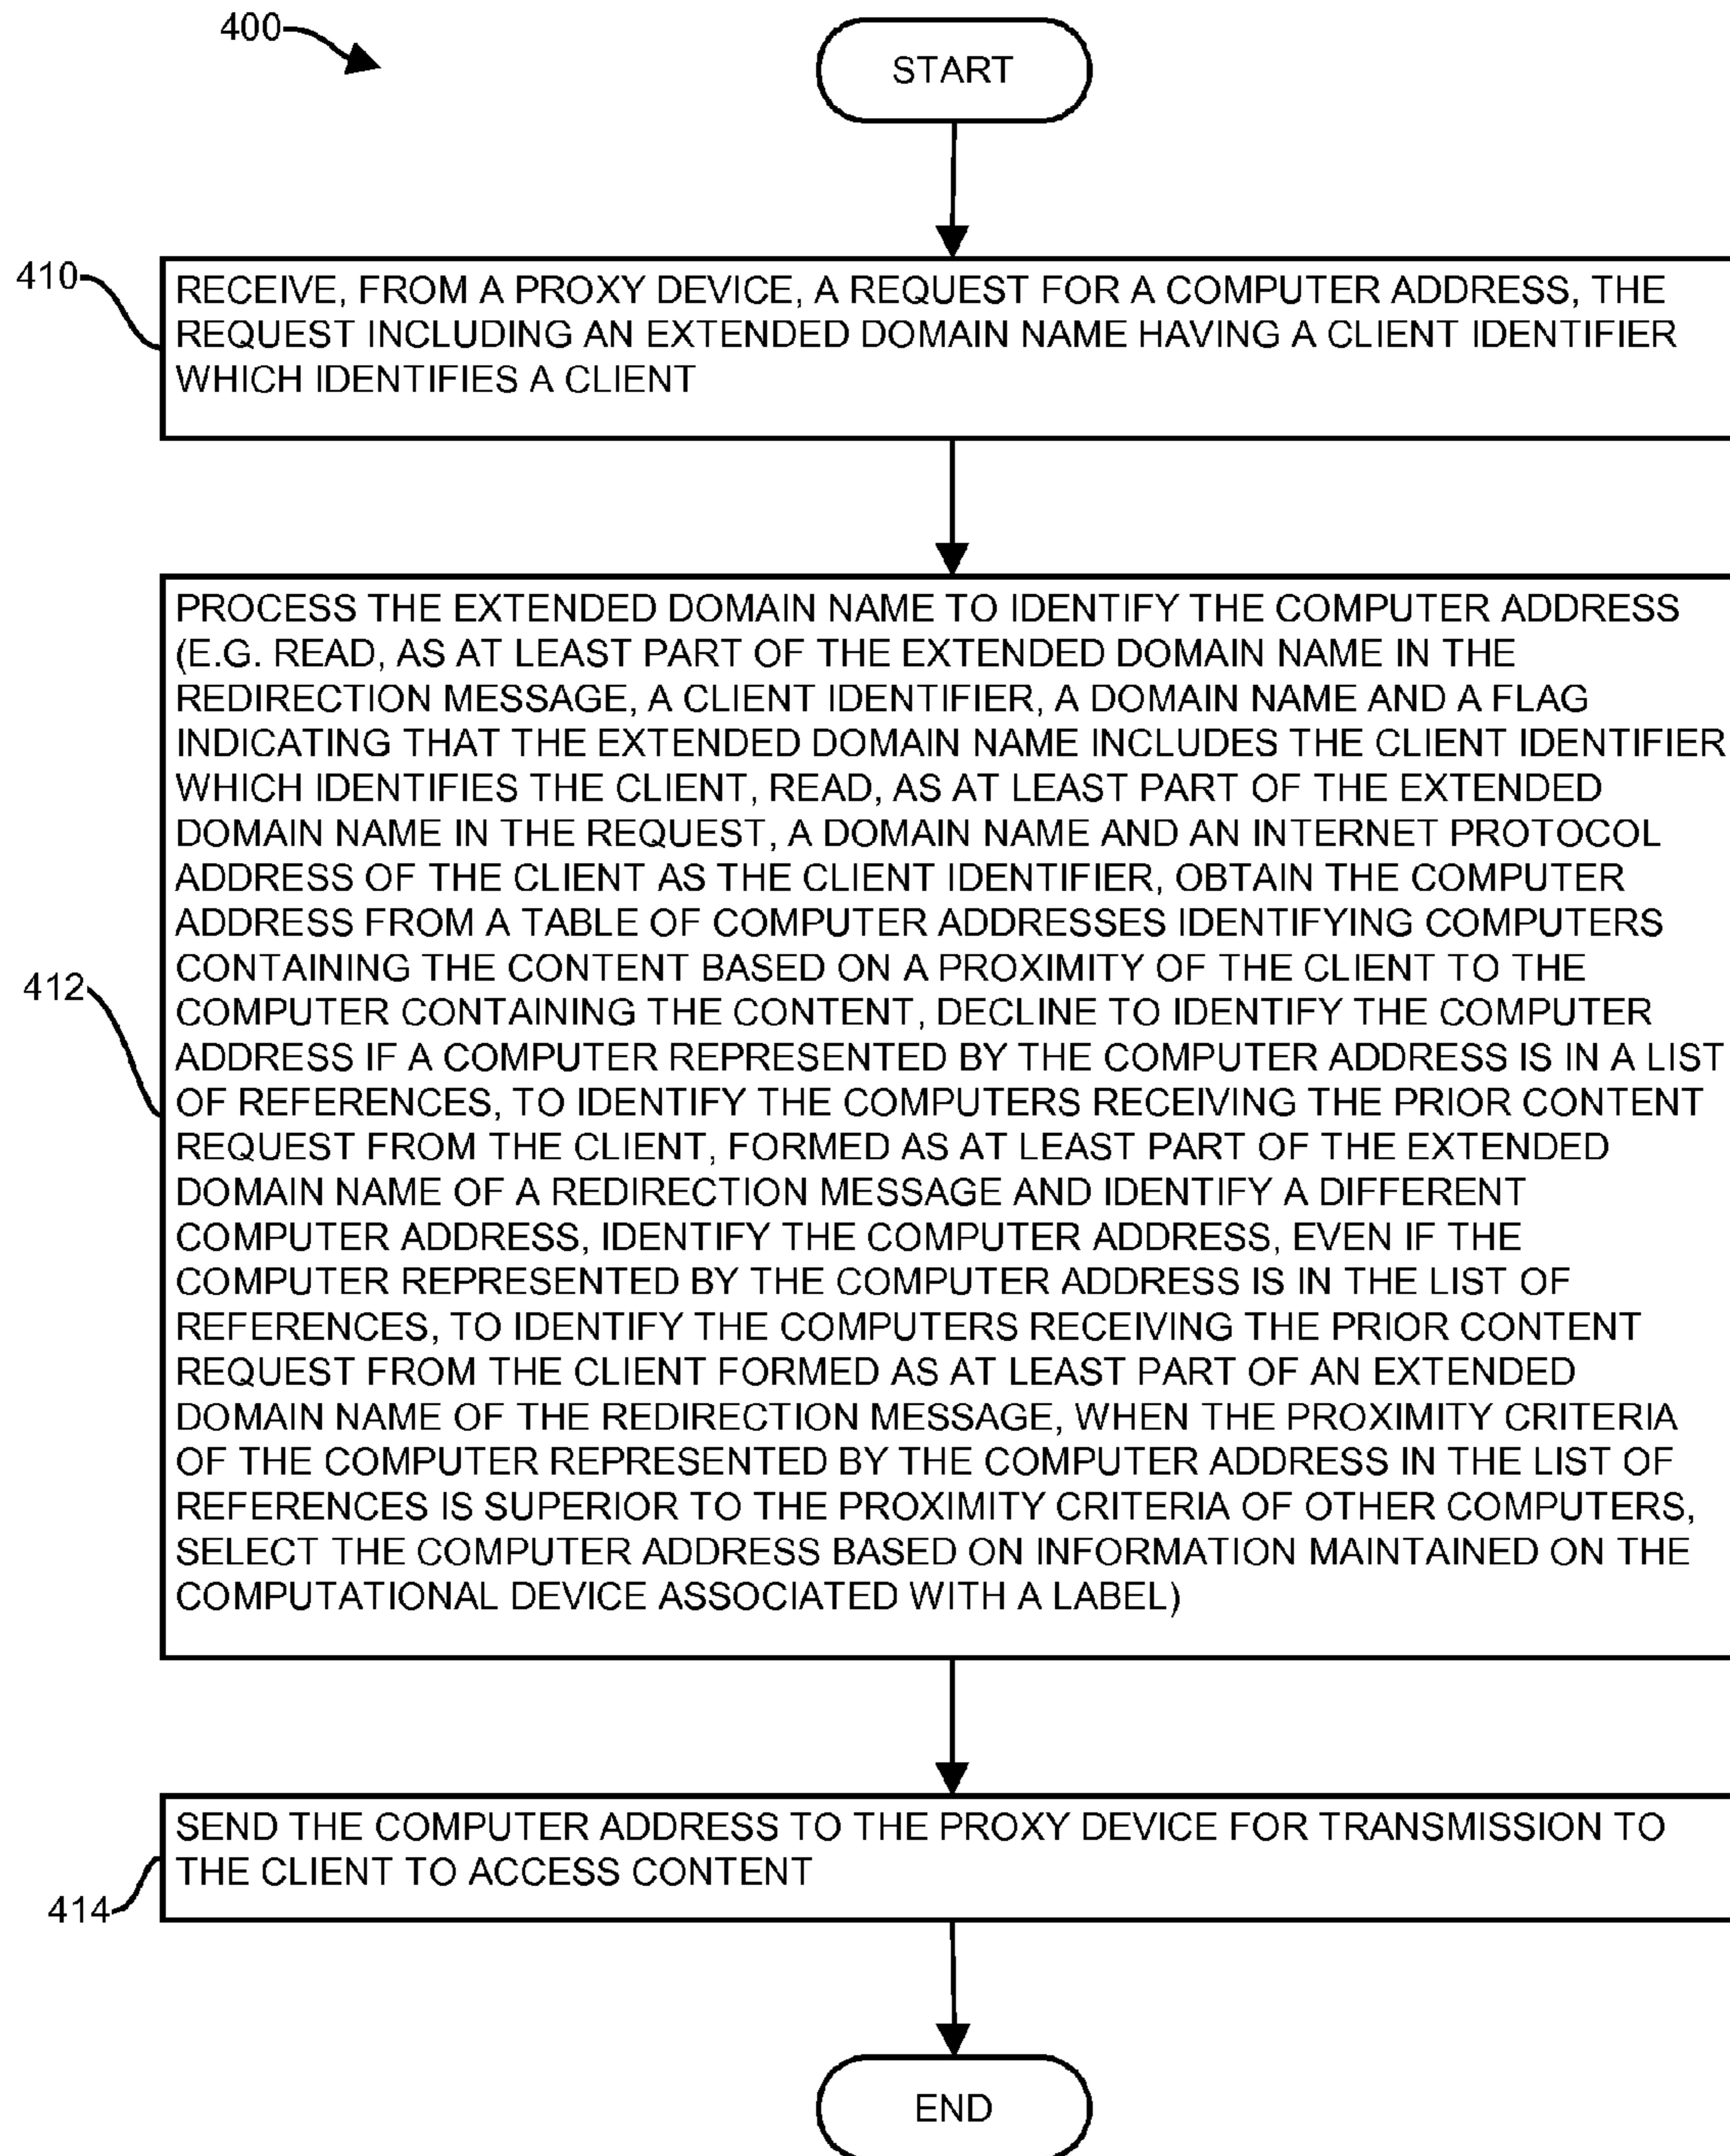 400
START
410
RECEIVE, FROM A PROXY DEVICE, A REQUEST FOR A COMPUTER ADDRESS, THE
REQUEST INCLUDING AN EXTENDED DOMAIN NAME HAVING A CLIENT IDENTIFIER
WHICH IDENTIFIES A CLIENT
PROCESS THE EXTENDED DOMAIN NAME TO IDENTIFY THE COMPUTER ADDRESS
(E.G. READ, AS AT LEAST PART OF THE EXTENDED DOMAIN NAME IN THE
REDIRECTION MESSAGE, A CLIENT IDENTIFIER, A DOMAIN NAME AND A FLAG
INDICATING THAT THE EXTENDED DOMAIN NAME INCLUDES THE CLIENT IDENTIFIER
WHICH IDENTIFIES THE CLIENT, READ, AS AT LEAST PART OF THE EXTENDED
DOMAIN NAME IN THE REQUEST, A DOMAIN NAME AND AN INTERNET PROTOCOL
ADDRESS OF THE CLIENT AS THE CLIENT IDENTIFIER, OBTAIN THE COMPUTER
ADDRESS FROM A TABLE OF COMPUTER ADDRESSES IDENTIFYING COMPUTERS
CONTAINING THE CONTENT BASED ON A PROXIMITY OF THE CLIENT TO THE
412
COMPUTER CONTAINING THE CONTENT, DECLINE TO IDENTIFY THE COMPUTER
ADDRESS IF A COMPUTER REPRESENTED BY THE COMPUTER ADDRESS IS IN A LIST
OF REFERENCES, TO IDENTIFY THE COMPUTERS RECEIVING THE PRIOR CONTENT
REQUEST FROM THE CLIENT, FORMED AS AT LEAST PART OF THE EXTENDED
DOMAIN NAME OF A REDIRECTION MESSAGE AND IDENTIFY A DIFFERENT
COMPUTER ADDRESS, IDENTIFY THE COMPUTER ADDRESS, EVEN IF THE
COMPUTER REPRESENTED BY THE COMPUTER ADDRESS IS IN THE LIST OF
REFERENCES, TO IDENTIFY THE COMPUTERS RECEIVING THE PRIOR CONTENT
REQUEST FROM THE CLIENT FORMED AS AT LEAST PART OF AN EXTENDED
DOMAIN NAME OF THE REDIRECTION MESSAGE, WHEN THE PROXIMITY CRITERIA
OF THE COMPUTER REPRESENTED BY THE COMPUTER ADDRESS IN THE LIST OF
REFERENCES IS SUPERIOR TO THE PROXIMITY CRITERIA OF OTHER COMPUTERS,
SELECT THE COMPUTER ADDRESS BASED ON INFORMATION MAINTAINED ON THE
COMPUTATIONAL DEVICE ASSOCIATED WITH A LABEL)
SEND THE COMPUTER ADDRESS TO THE PROXY DEVICE FOR TRANSMISSION TO
THE CLIENT TO ACCESS CONTENT
414
END